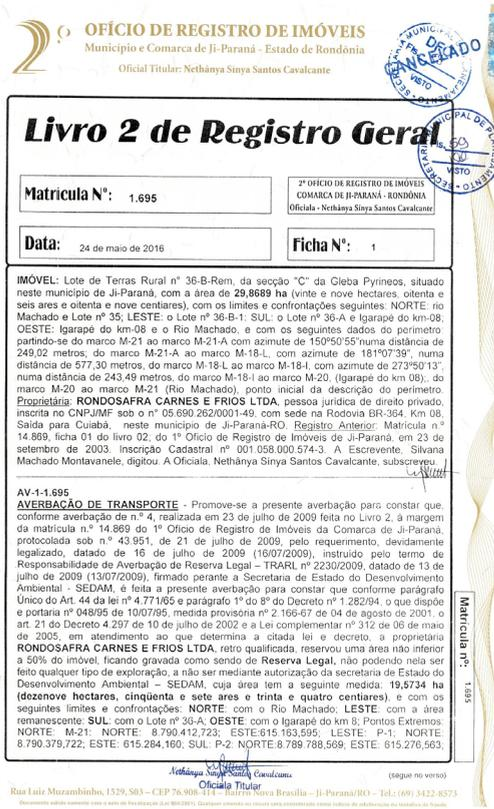 2º
OFÍCIO DE REGISTRO DE IMÓVEIS
Município e Comarca de Ji-Paraná - Estado de Rondônia
Oficial Titular: Nethânya Sinya Santos Cavalcante
CANCELADO
VISTO
Livro 2 de Registro Geral
Fls. 59
VISTO
Matrícula Nº: 1.695
2º OFÍCIO DE REGISTRO DE IMÓVEIS
COMARCA DE JI-PARANÁ - RONDÔNIA
Oficiala - Nethânya Sinya Santos Cavalcante
Data: 24 de maio de 2016
Ficha Nº: 1
IMÓVEL: Lote de Terras Rural n° 36-B-Rem, da secção "C" da Gleba Pyrineos, situado
neste município de Ji-Paraná, com a área de 29,8689 ha (vinte e nove hectares, oitenta e
seis ares e oitenta e nove centiares), com os limites e confrontações seguintes: NORTE: rio
Machado e Lote n° 35; LESTE: o Lote n° 36-B-1: SUL: o Lote n° 36-A e Igarapé do km-08;
OESTE: Igarapé do km-08 e o Rio Machado, e com os seguintes dados do perímetro:
partindo-se do marco M-21 ao marco M-21-A com azimute de 150º50'55"numa distância de
249,02 metros; do marco M-21-A ao marco M-18-L, com azimute de 181º07'39", numa
distância de 577,30 metros, do marco M-18-L ao marco M-18-I, com azimute de 273º50'13",
numa distância de 243,49 metros, do marco M-18-I ao marco M-20, (Igarapé do km 08);. do
marco M-20 ao marco M-21 (Rio Machado), ponto inicial da descrição do perímetro.
Proprietária: RONDOSAFRA CARNES E FRIOS LTDA, pessoa jurídica de direito privado,
inscrita no CNPJ/MF sob o n° 05.690.262/0001-49, com sede na Rodovia BR-364, Km 08,
Saída para Cuiabá, neste município de Ji-Paraná-RO. Registro Anterior: Matrícula n.º
14.869, ficha 01 do livro 02; do 1º Oficio de Registro de Imóveis de Ji-Paraná, em 23 de
setembro de 2003. Inscrição Cadastral n° 001.058.000.574-3. A Escrevente, Silvana
Machado Montavanele, digitou. A Oficiala, Nethânya Sinya Santos Cavalcante, subscreveu.
AV-1-1.695
AVERBAÇÃO DE TRANSPORTE - Promove-se a presente averbação para constar que,
conforme averbação de n.º 4, realizada em 23 de julho de 2009 feita no Livro 2, à margem
da matrícula n.º 14.869 do 1º Oficio de Registro de Imóveis da Comarca de Ji-Paraná,
protocolada sob n.º 43.951, de 21 de julho de 2009, pelo requerimento, devidamente
legalizado, datado de 16 de julho de 2009 (16/07/2009), instruído pelo termo de
Responsabilidade de Averbação de Reserva Legal – TRARL n° 2230/2009, datado de 13 de
julho de 2009 (13/07/2009), firmado perante a Secretaria de Estado do Desenvolvimento
Ambiental - SEDAM, é feita a presente averbação para constar que conforme parágrafo
Único do Art. 44 da lei nº 4.771/65 e parágrafo 1º do 8º do Decreto n° 1.282/94, o que dispõe
e portaria n° 048/95 de 10/07/95, medida provisória n° 2.166-67 de 04 de agosto de 2001, o
art. 21 do Decreto 4.297 de 10 de julho de 2002 e a Lei complementar nº 312 de 06 de maio
de 2005, em atendimento ao que determina a citada lei e decreto, a proprietária
RONDOSAFRA CARNES E FRIOS LTDA, retro qualificada, reservou uma área não inferior
a 50% do imóvel, ficando gravada como sendo de Reserva Legal, não podendo nela ser
feito qualquer tipo de exploração, a não ser mediante autorização da secretaria de Estado do
Desenvolvimento Ambiental – SEDAM, cuja área tem a seguinte medida: 19,5734 ha
(dezenove hectares, cinqüenta e sete ares e trinta e quatro centiares), e com os
seguintes limites e confrontações: NORTE: com o Rio Machado; LESTE: com a área
remanescente: SUL: com o Lote n° 36-A; OESTE: com o Igarapé do km 8; Pontos Extremos:
NORTE: M-21: NORTE: 8.790.412,723; ESTE:615.163,595; LESTE: P-1; NORTE:
8.790.379,722; ESTE: 615.284,160; SUL: P-2: NORTE:8.789.788,569; ESTE: 615.276,563;
Matrícula nº: 1.695
Nethânya Sinya Santos Cavalcante
Oficiala Titular
(segue no verso)
Rua Luiz Muzambinho, 1529, S03 – CEP 76.908-414 – Bairro Nova Brasília – Ji-Paraná/RO - Tel.: (69) 3422-8573